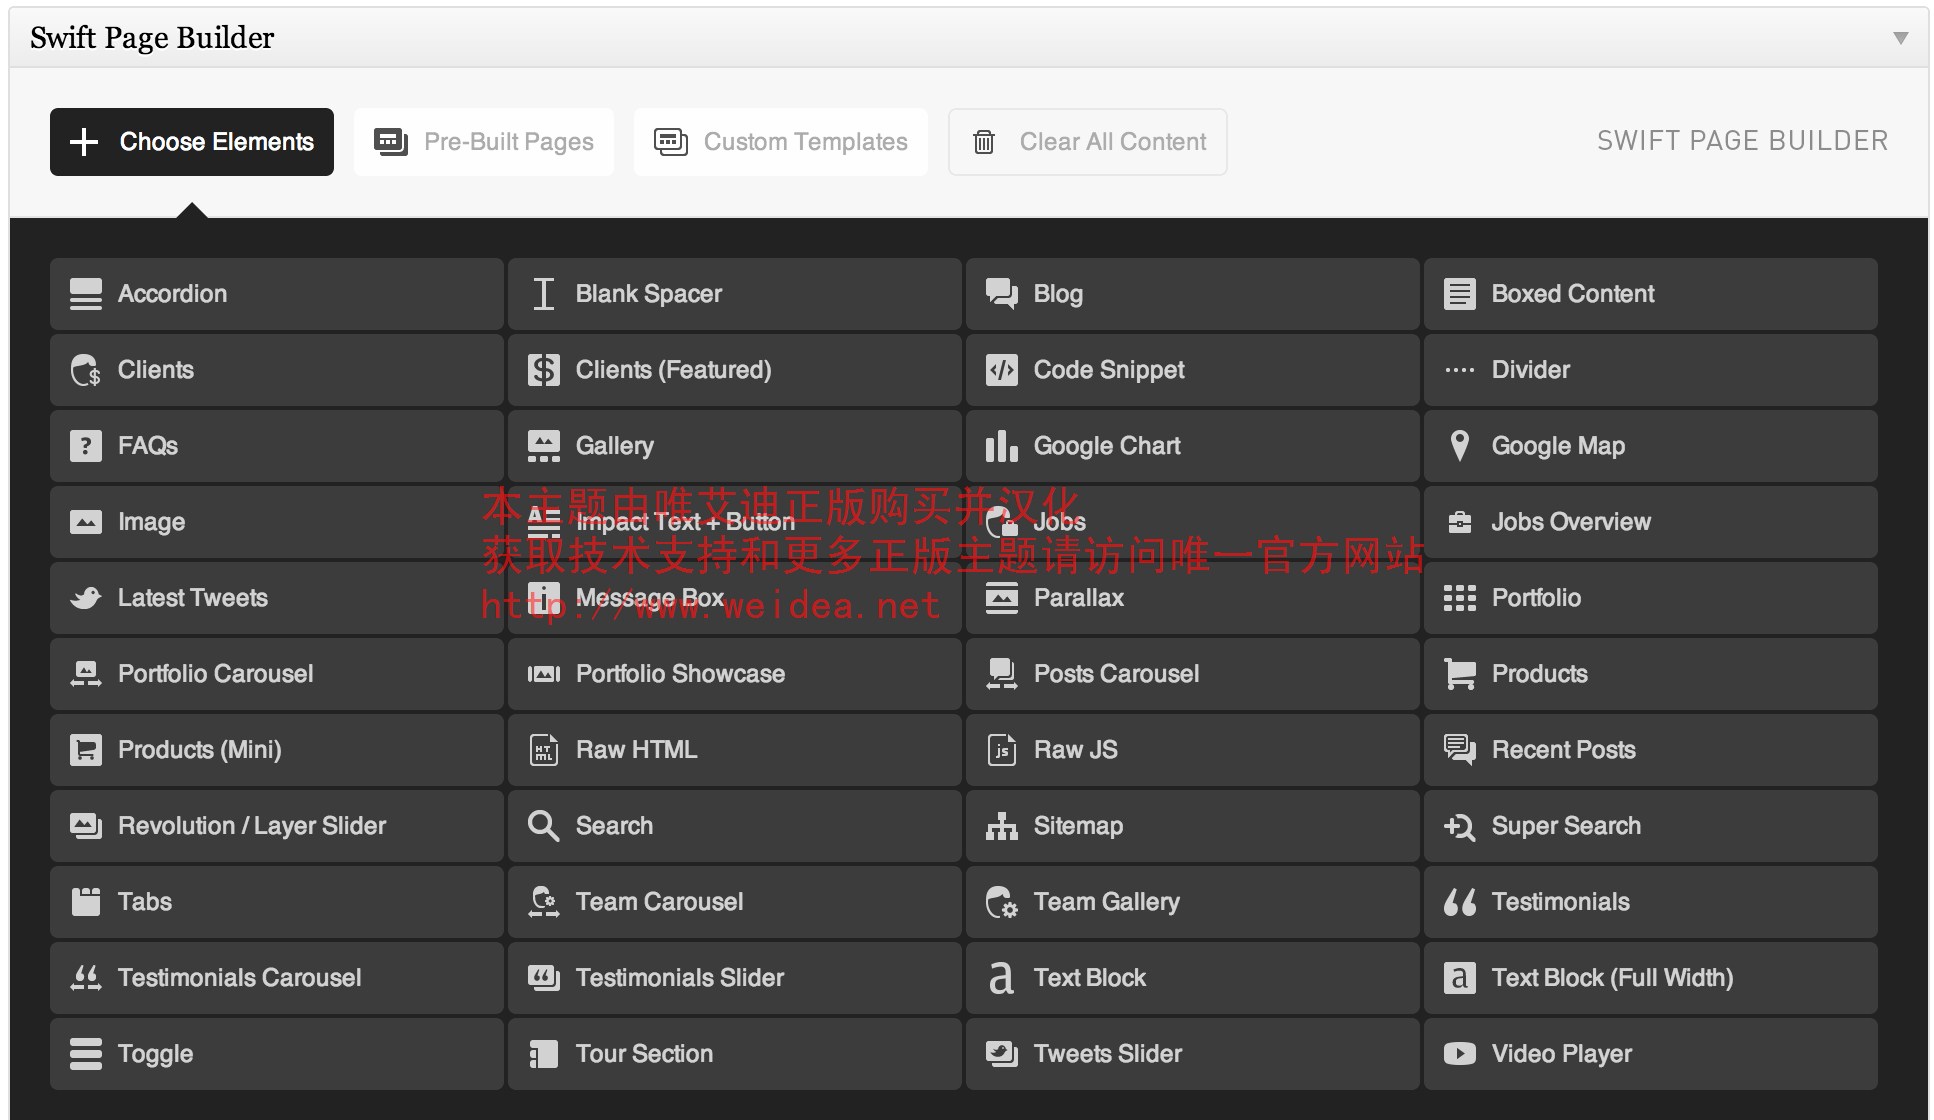 Swift Page Builder
Choose Elements
Pre-Built Pages
Custom Templates
Clear All Content
SWIFT PAGE BUILDER
Accordion
Blank Spacer
Blog
Boxed Content
Clients
Clients (Featured)
Code Snippet
Divider
FAQs
Gallery
Google Chart
Google Map
本主题由唯艾迪正版购买并汉化
Image
Impact Text + Button
Jobs
Jobs Overview
获取技术支持和更多正版主题请访问唯一官方网站
Latest Tweets
Message Box
Parallax
Portfolio
http://www.weidea.net
Portfolio Carousel
Portfolio Showcase
Posts Carousel
Products
Products (Mini)
Raw HTML
Raw JS
Recent Posts
Revolution / Layer Slider
Search
Sitemap
Super Search
Tabs
Team Carousel
Team Gallery
Testimonials
Testimonials Carousel
Testimonials Slider
Text Block
Text Block (Full Width)
Toggle
Tour Section
Tweets Slider
Video Player